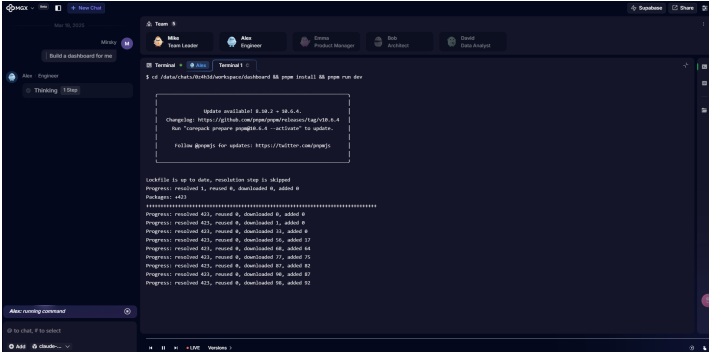 MGX
Beta
+ New Chat
Supabase
Share
Mar 18, 2025
Minsky M
Build a dashboard for me
Alex Engineer
Thinking 1 Step
Team 5
Mike
Team Leader
Alex
Engineer
Emma
Product Manager
Bob
Architect
David
Data Analyst
Terminal Alex Terminal 1
$ cd /data/chats/0z4h3d/workspace/dashboard && pnpm install && pnpm run dev
Update available! 8.10.2 → 10.6.4.
Changelog: https://github.com/pnpm/pnpm/releases/tag/v10.6.4
Run "corepack prepare pnpm@10.6.4 --activate" to update.
Follow @pnpmjs for updates: https://twitter.com/pnpmjs
Lockfile is up to date, resolution step is skipped
Progress: resolved 1, reused 0, downloaded 0, added 0
Packages: +423
Progress: resolved 423, reused 0, downloaded 0, added 0
Progress: resolved 423, reused 0, downloaded 1, added 0
Progress: resolved 423, reused 0, downloaded 33, added 0
Progress: resolved 423, reused 0, downloaded 56, added 17
Progress: resolved 423, reused 0, downloaded 68, added 64
Progress: resolved 423, reused 0, downloaded 77, added 75
Progress: resolved 423, reused 0, downloaded 87, added 82
Progress: resolved 423, reused 0, downloaded 90, added 87
Progress: resolved 423, reused 0, downloaded 98, added 92
Alex: running command
@ to chat, # to select
Add claude-...
LIVE Versions >